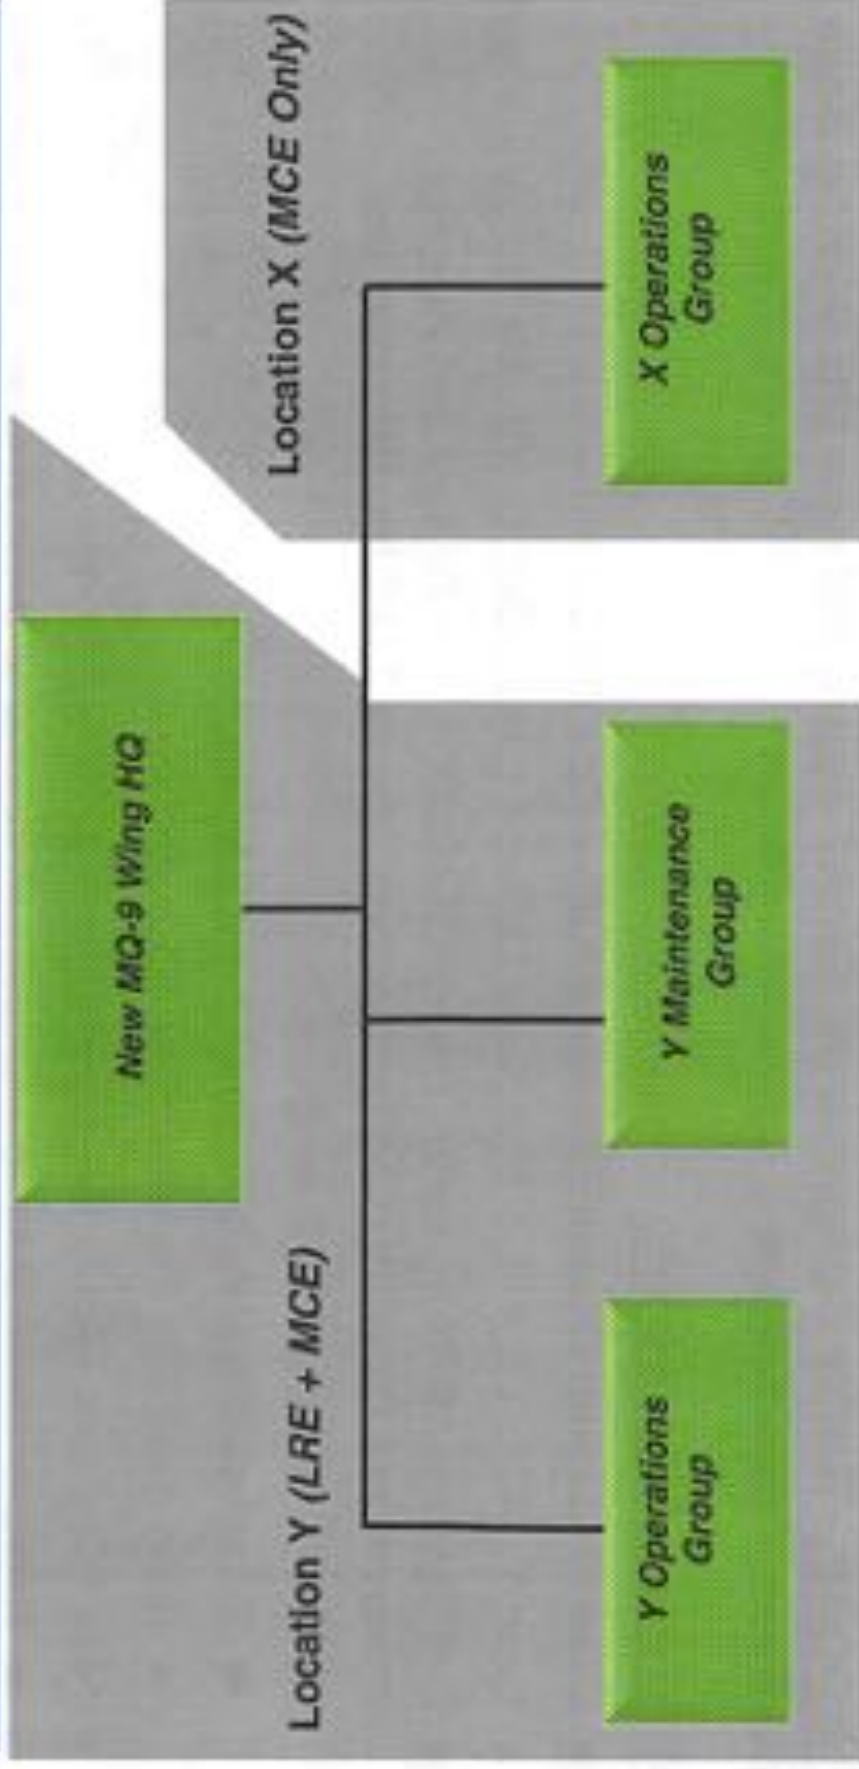 New MQ-9 Wing HQ
Location Y (LRE + MCE)
Location X (MCE Only)
Y Operations
Group
Y Maintenance
Group
X Operations
Group